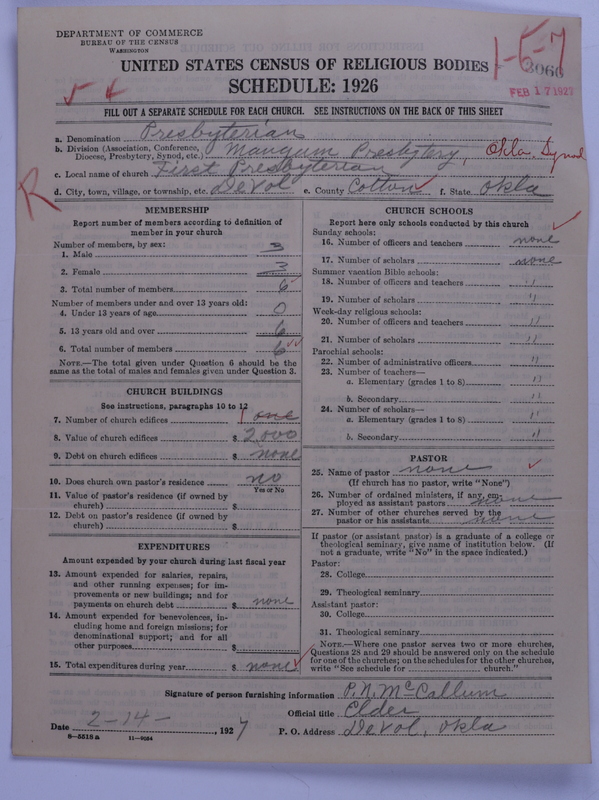 DEPARTMENT OF COMMERCE
BUREAU OF THE CENSUS
WASHINGTON
1-5-7
3066
FEB 17 1927
UNITED STATES CENSUS OF RELIGIOUS BODIES
SCHEDULE: 1926
FILL OUT A SEPARATE SCHEDULE FOR EACH CHURCH. SEE INSTRUCTIONS ON THE BACK OF THIS SHEET
a. Denomination Presbyterian
b. Division (Association, Conference, Diocese, Presbytery, Synod, etc.) Mangum Presbytery, Okla. Synod
c. Local name of church First Presbyterian
d. City, town, village, or township, etc. DeVol e. County Cotton f. State Okla
R
MEMBERSHIP
Report number of members according to definition of
member in your church
Number of members, by sex:
1. Male 3
2. Female 3
3. Total number of members 6
Number of members under and over 13 years old:
4. Under 13 years of age 0
5. 13 years old and over 6
6. Total number of members 6
NOTE.—The total given under Question 6 should be the
same as the total of males and females given under Question 3.
CHURCH BUILDINGS
See instructions, paragraphs 10 to 12
7. Number of church edifices 1 one
8. Value of church edifices $ 2,000
9. Debt on church edifices $ none
10. Does church own pastor's residence no
Yes or No
11. Value of pastor's residence (if owned by
church) $
12. Debt on pastor's residence (if owned by
church) $
EXPENDITURES
Amount expended by your church during last fiscal year
13. Amount expended for salaries, repairs,
and other running expenses; for im-
provements or new buildings; and for
payments on church debt $ none
14. Amount expended for benevolences, in-
cluding home and foreign missions; for
denominational support; and for all
other purposes $
15. Total expenditures during year $ none
CHURCH SCHOOLS
Report here only schools conducted by this church
Sunday schools:
16. Number of officers and teachers none
17. Number of scholars none
Summer vacation Bible schools:
18. Number of officers and teachers "
19. Number of scholars "
Week-day religious schools:
20. Number of officers and teachers "
21. Number of scholars "
Parochial schools:
22. Number of administrative officers "
23. Number of teachers—
a. Elementary (grades 1 to 8) "
b. Secondary "
24. Number of scholars—
a. Elementary (grades 1 to 8) "
b. Secondary "
PASTOR
25. Name of pastor none
(If church has no pastor, write "None")
26. Number of ordained ministers, if any, em-
ployed as assistant pastors none
27. Number of other churches served by the
pastor or his assistants none
If pastor (or assistant pastor) is a graduate of a college or
theological seminary, give name of institution below. (If
not a graduate, write "No" in the space indicated.)
Pastor:
28. College
29. Theological seminary
Assistant pastor:
30. College
31. Theological seminary
NOTE.—Where one pastor serves two or more churches,
Questions 28 and 29 should be answered only on the schedule
for one of the churches; on the schedules for the other churches,
write "See schedule for church."
Signature of person furnishing information P. N. McCallum
Official title Elder
Date 2-14-, 1927 P. O. Address DeVol, Okla
8-5518a 11-9054